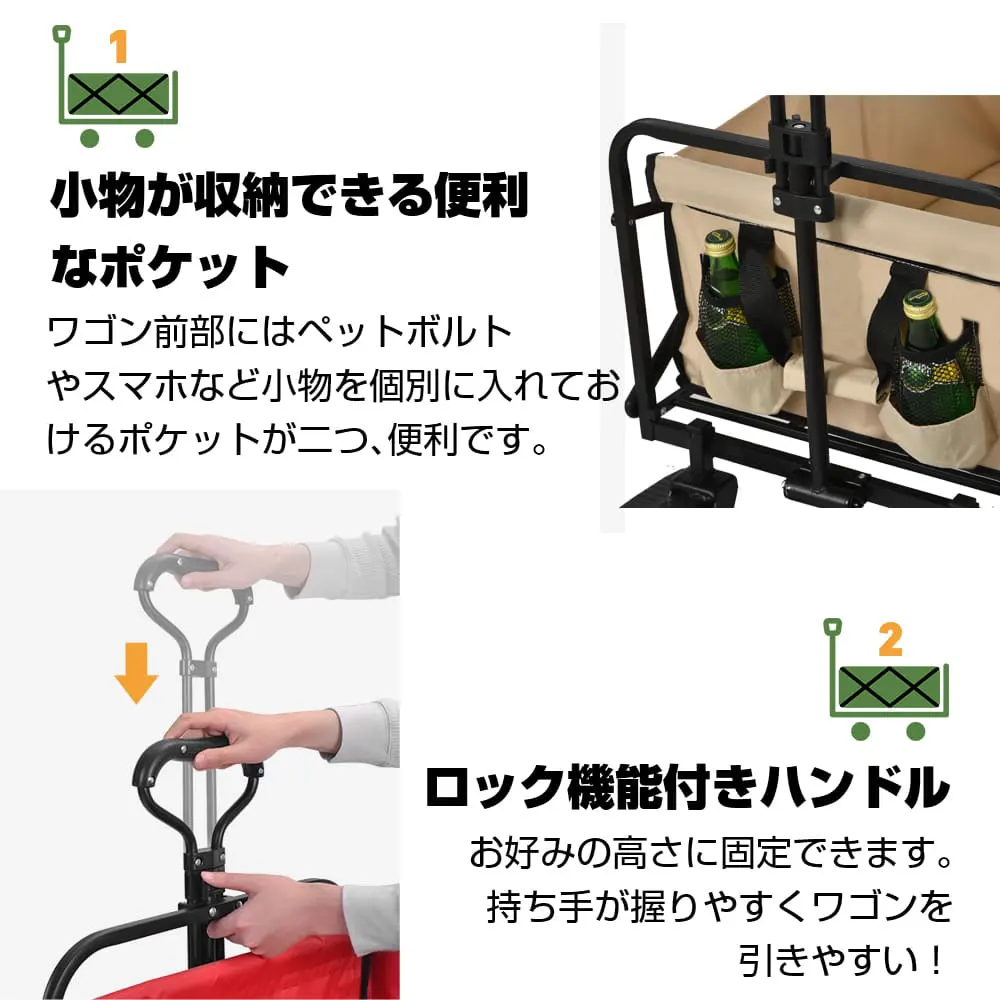 1
小物が収納できる便利
なポケット
ワゴン前部にはペットボルト
やスマホなど小物を個別に入れてお
けるポケットが二つ、便利です。
2
ロック機能付きハンドル
お好みの高さに固定できます。
持ち手が握りやすくワゴンを
引きやすい！